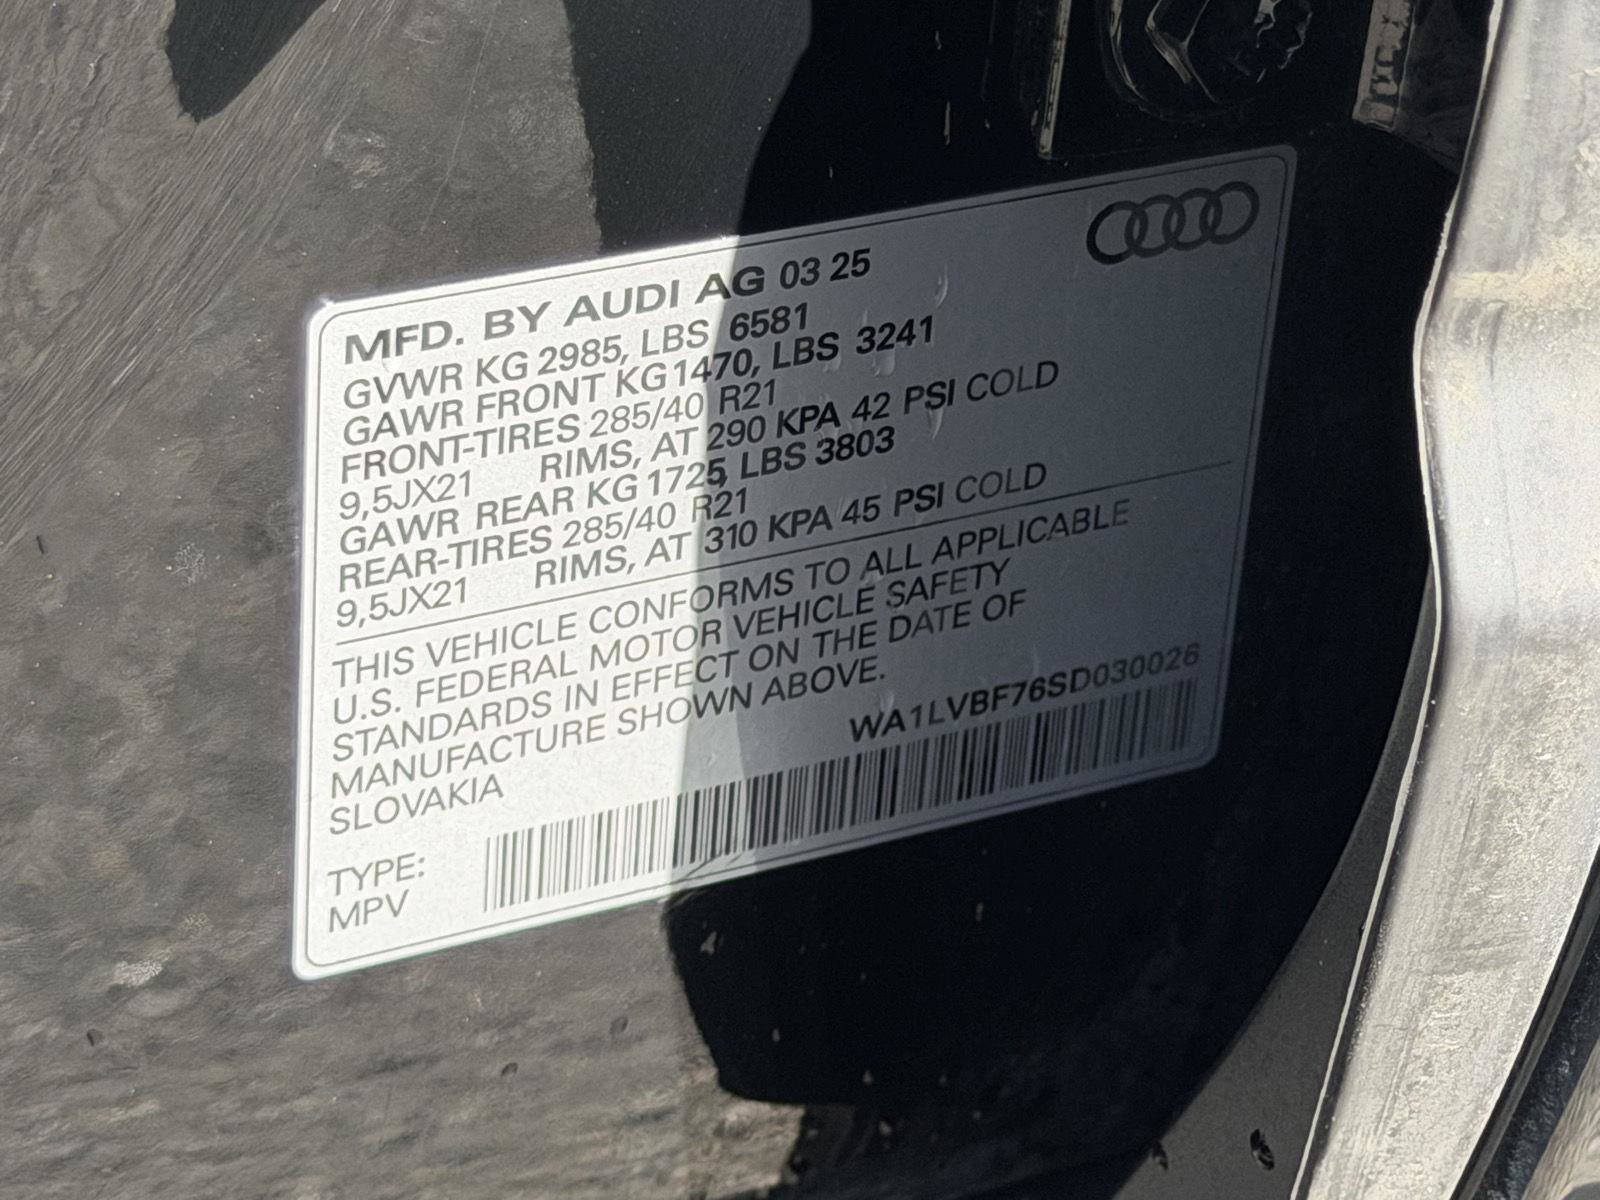 MFD. BY AUDI AG 03 25
GVWR KG 2985, LBS 6581
GAWR FRONT KG 1470, LBS 3241
FRONT-TIRES 285/40 R21
9,5JX21 RIMS, AT 290 KPA 42 PSI COLD
GAWR REAR KG 1725, LBS 3803
REAR-TIRES 285/40 R21
9,5JX21 RIMS, AT 310 KPA 45 PSI COLD
THIS VEHICLE CONFORMS TO ALL APPLICABLE
U.S. FEDERAL MOTOR VEHICLE SAFETY
STANDARDS IN EFFECT ON THE DATE OF
MANUFACTURE SHOWN ABOVE.
SLOVAKIA
WA1LVBF76SD030026
TYPE:
MPV